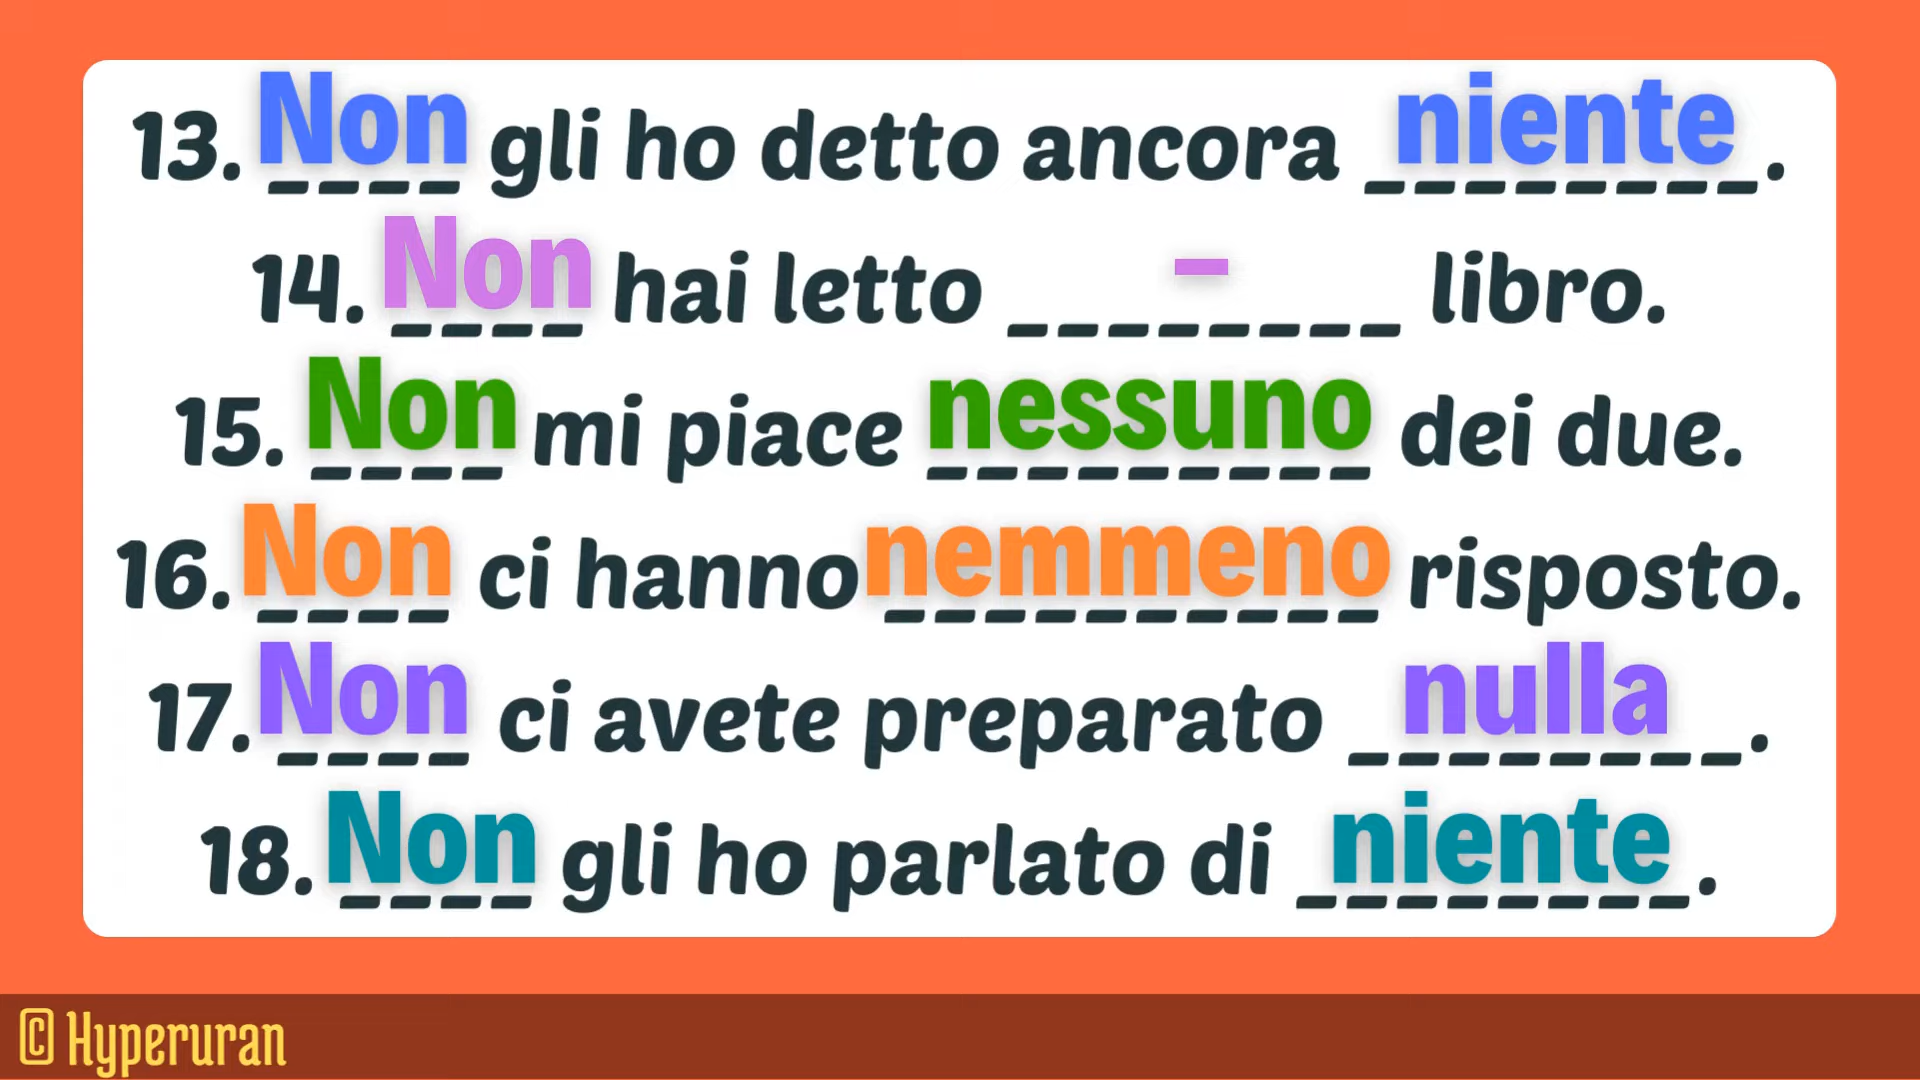 13. Non gli ho detto ancora niente.
14. Non hai letto - libro.
15. Non mi piace nessuno dei due.
16. Non ci hanno nemmeno risposto.
17. Non ci avete preparato nulla.
18. Non gli ho parlato di niente.
© Hyperuran